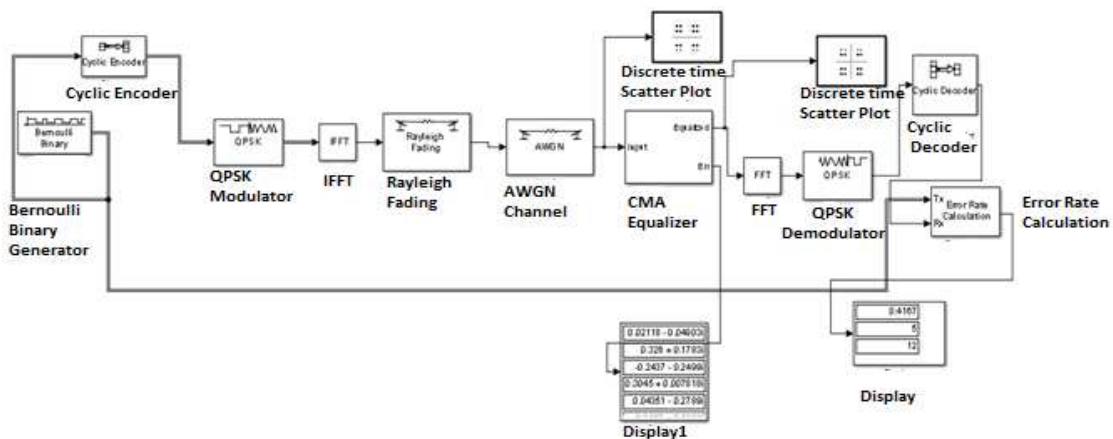 Cyclic Encoder
Cyclic Encoder
Bernoulli
Binary
Bernoulli
Binary
Generator
QPSK
QPSK
Modulator
IFFT
IFFT
Rayleigh
Fading
Rayleigh
Fading
AWGN
AWGN
Channel
Discrete time
Scatter Plot
Input
Equalized
Err
CMA
Equalizer
FFT
FFT
Discrete time
Scatter Plot
QPSK
QPSK
Demodulator
Cyclic Decoder
Cyclic
Decoder
Tx
Rx
Error Rate
Calculation
Error Rate
Calculation
0.02118 - 0.04903i
0.326 + 0.1783i
-0.2437 - 0.2499i
0.3045 + 0.007818i
0.04351 - 0.2789i
Display1
0.4167
5
12
Display